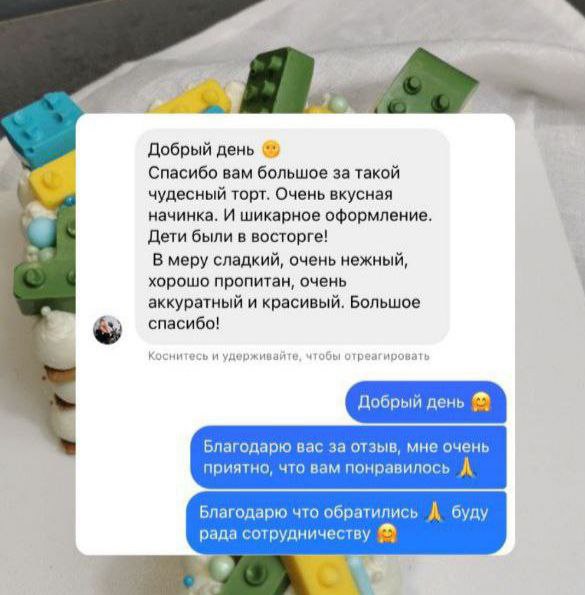 Добрый день 🙂
Спасибо вам большое за такой
чудесный торт. Очень вкусная
начинка. И шикарное оформление.
Дети были в восторге!
В меру сладкий, очень нежный,
хорошо пропитан, очень
аккуратный и красивый. Большое
спасибо!
Коснитесь и удерживайте, чтобы отреагировать
Добрый день 🤗
Благодарю вас за отзыв, мне очень
приятно, что вам понравилось 🙏
Благодарю что обратились 🙏 буду
рада сотрудничеству 🤗